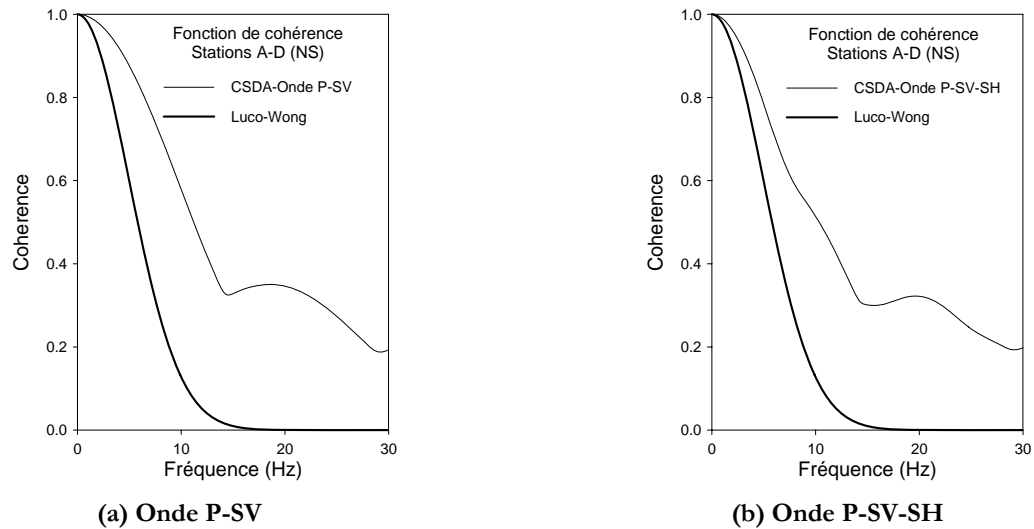 Fonction de cohérence
Stations A-D (NS)
CSDA-Onde P-SV
Luco-Wong
1.0
0.8
0.6
0.4
0.2
0.0
Coherence
0
10
20
30
Fréquence (Hz)
(a) Onde P-SV
Fonction de cohérence
Stations A-D (NS)
CSDA-Onde P-SV-SH
Luco-Wong
1.0
0.8
0.6
0.4
0.2
0.0
Coherence
0
10
20
30
Fréquence (Hz)
(b) Onde P-SV-SH